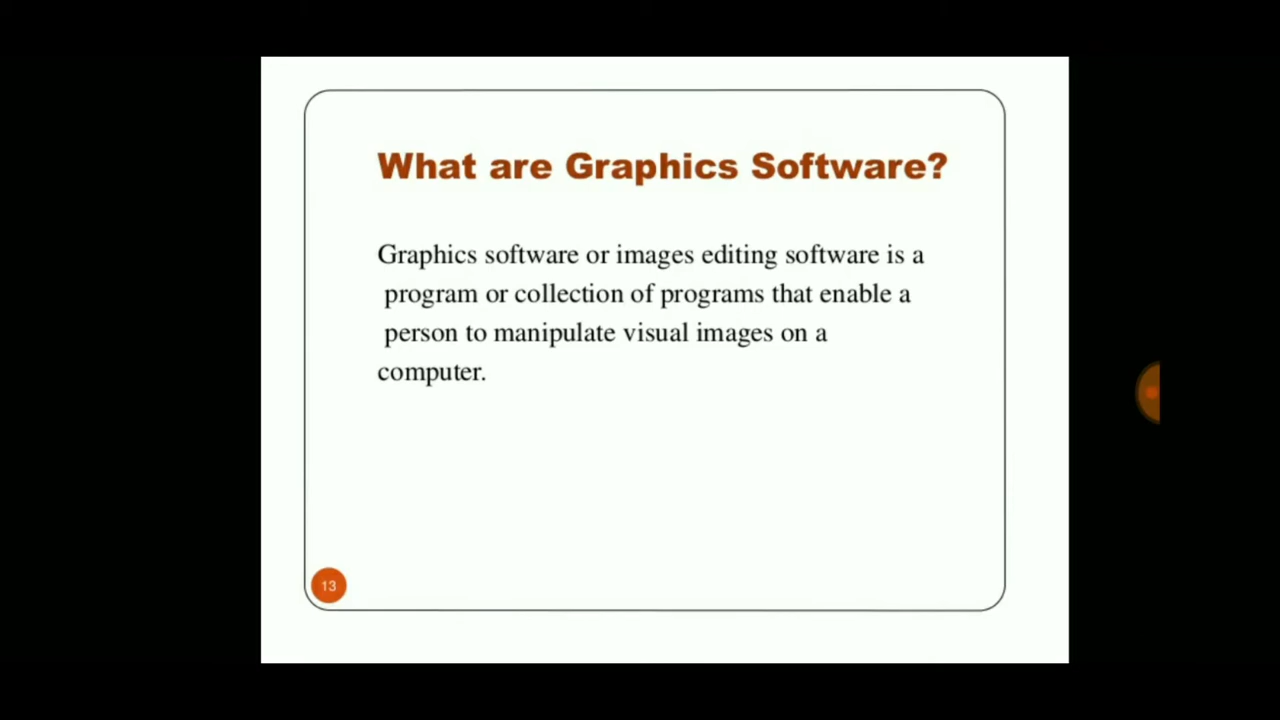 What are Graphics Software?
Graphics software or images editing software is a
program or collection of programs that enable a
person to manipulate visual images on a
computer.
13